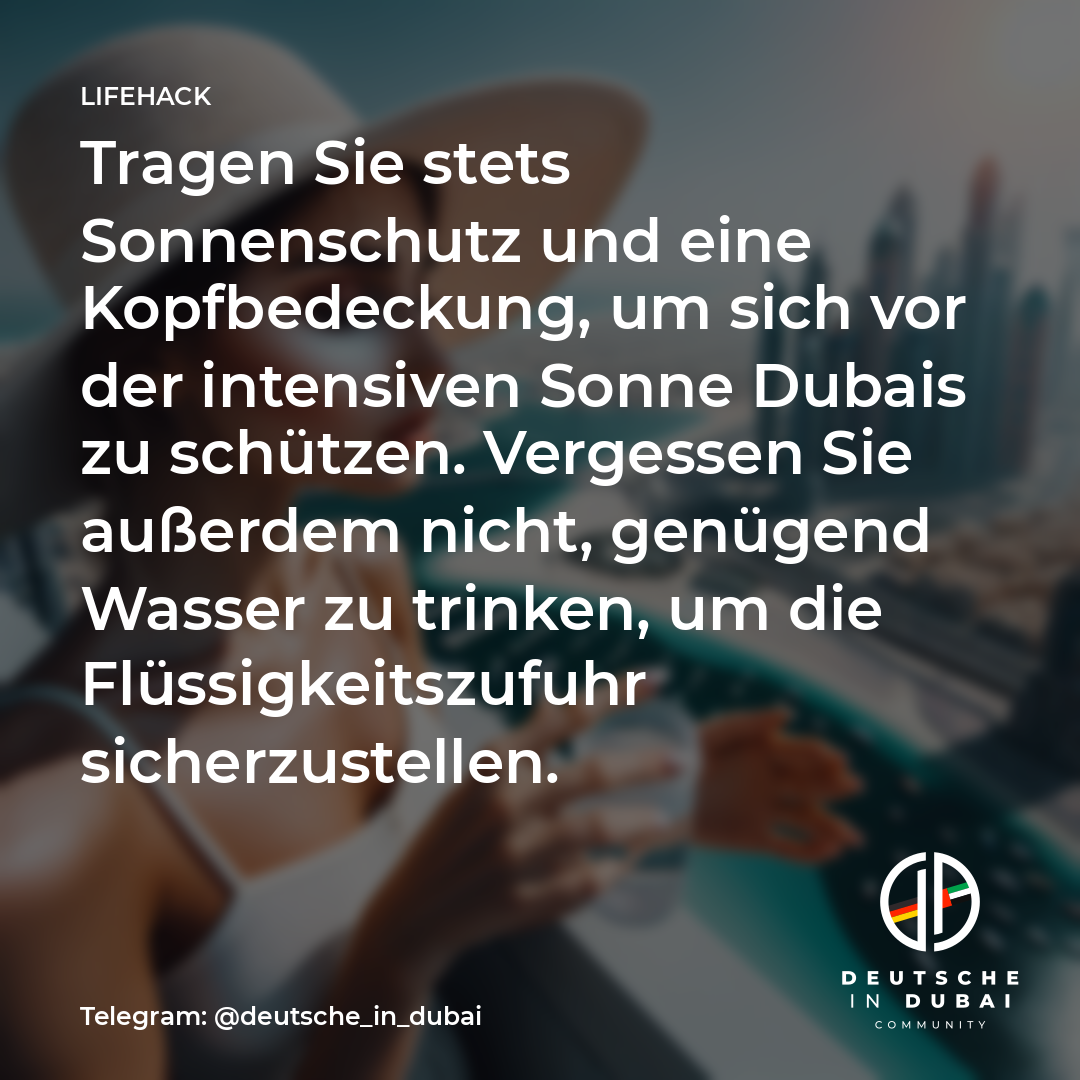 LIFEHACK
Tragen Sie stets
Sonnenschutz und eine
Kopfbedeckung, um sich vor
der intensiven Sonne Dubais
zu schützen. Vergessen Sie
außerdem nicht, genügend
Wasser zu trinken, um die
Flüssigkeitszufuhr
sicherzustellen.
DEUTSCHE
IN DUBAI
COMMUNITY
Telegram: @deutsche_in_dubai